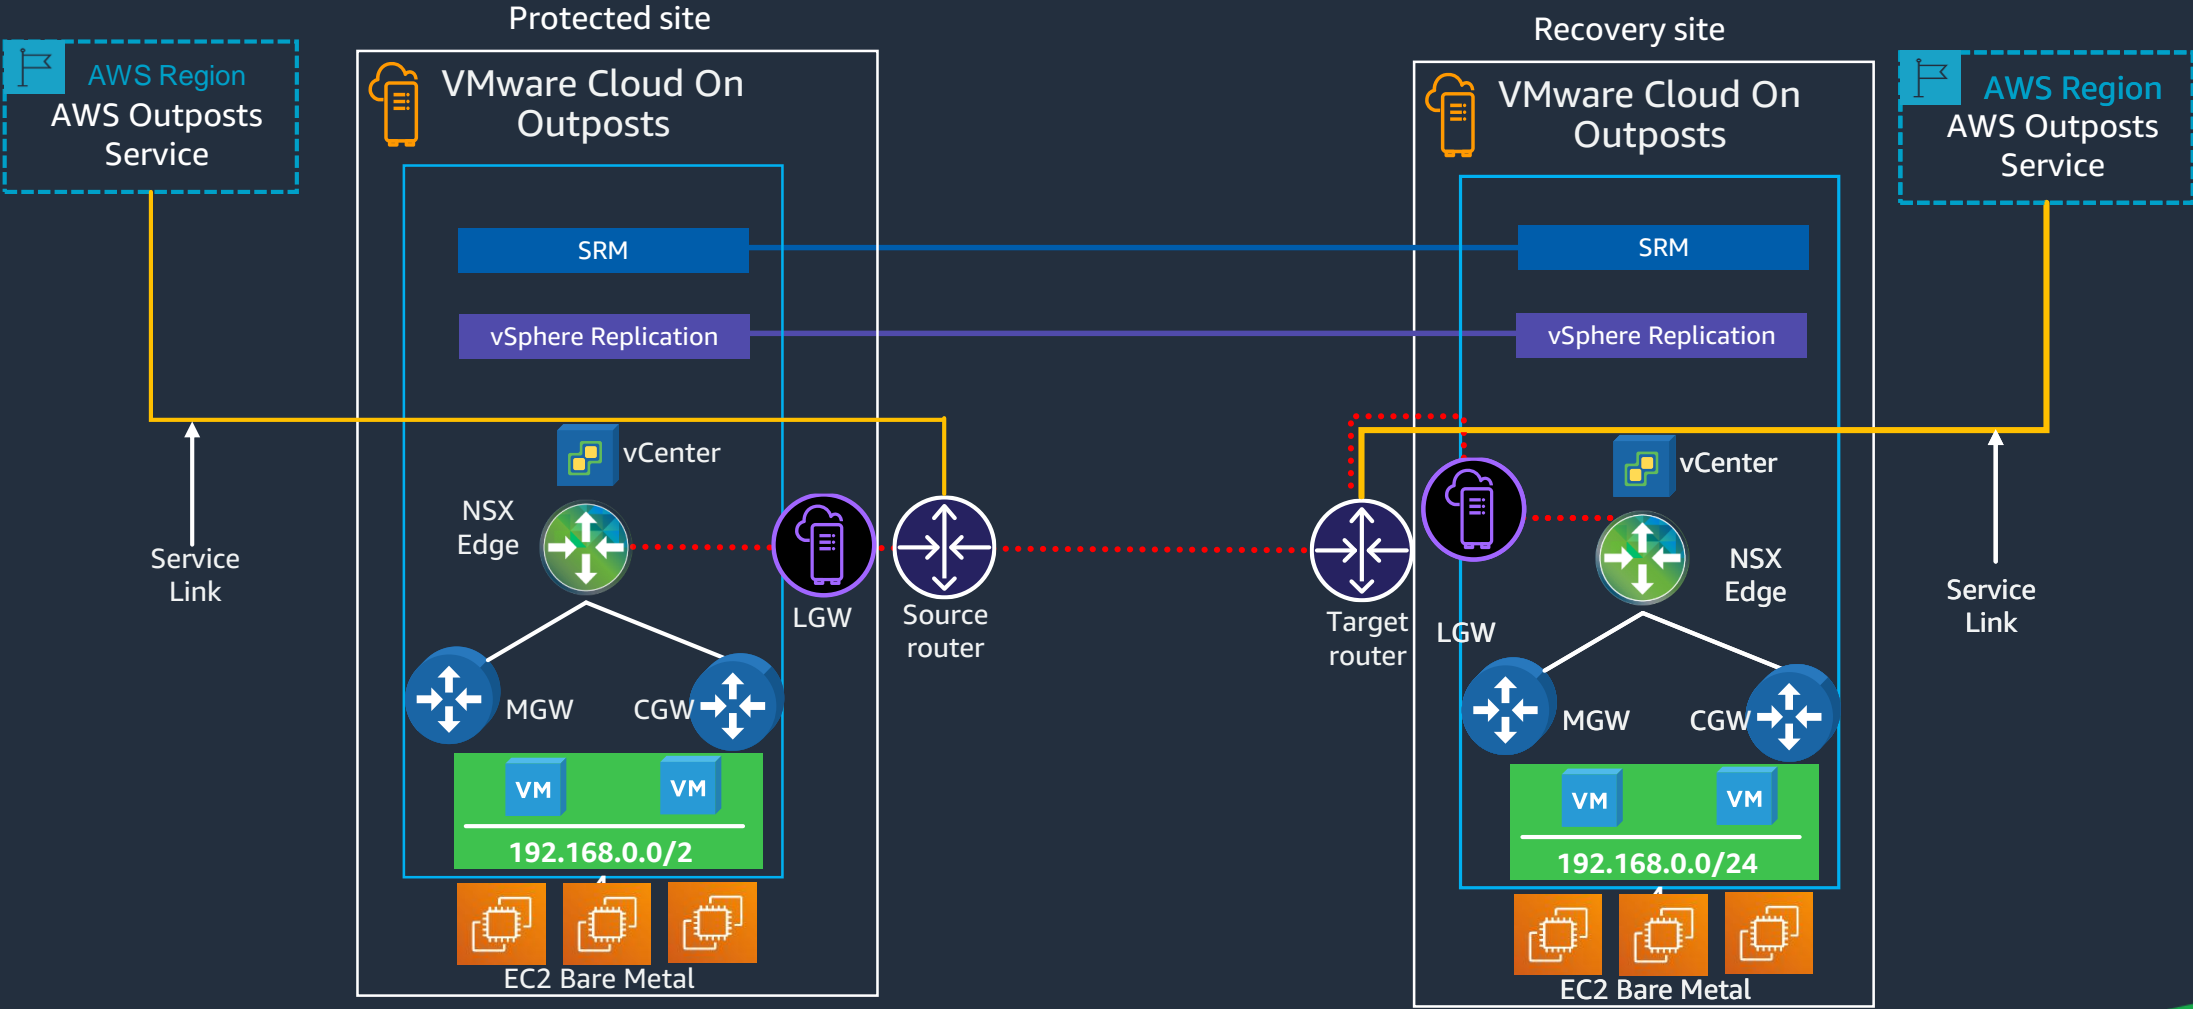 Protected site
Recovery site
AWS Region
AWS Outposts
Service
VMware Cloud On
Outposts
VMware Cloud On
Outposts
AWS Region
AWS Outposts
Service
SRM
SRM
vSphere Replication
vSphere Replication
vCenter
vCenter
NSX
Edge
NSX
Edge
Service
Link
Service
Link
LGW
Source
router
Target
router
LGW
MGW
CGW
MGW
CGW
VM
VM
VM
VM
192.168.0.0/2
192.168.0.0/24
EC2 Bare Metal
EC2 Bare Metal